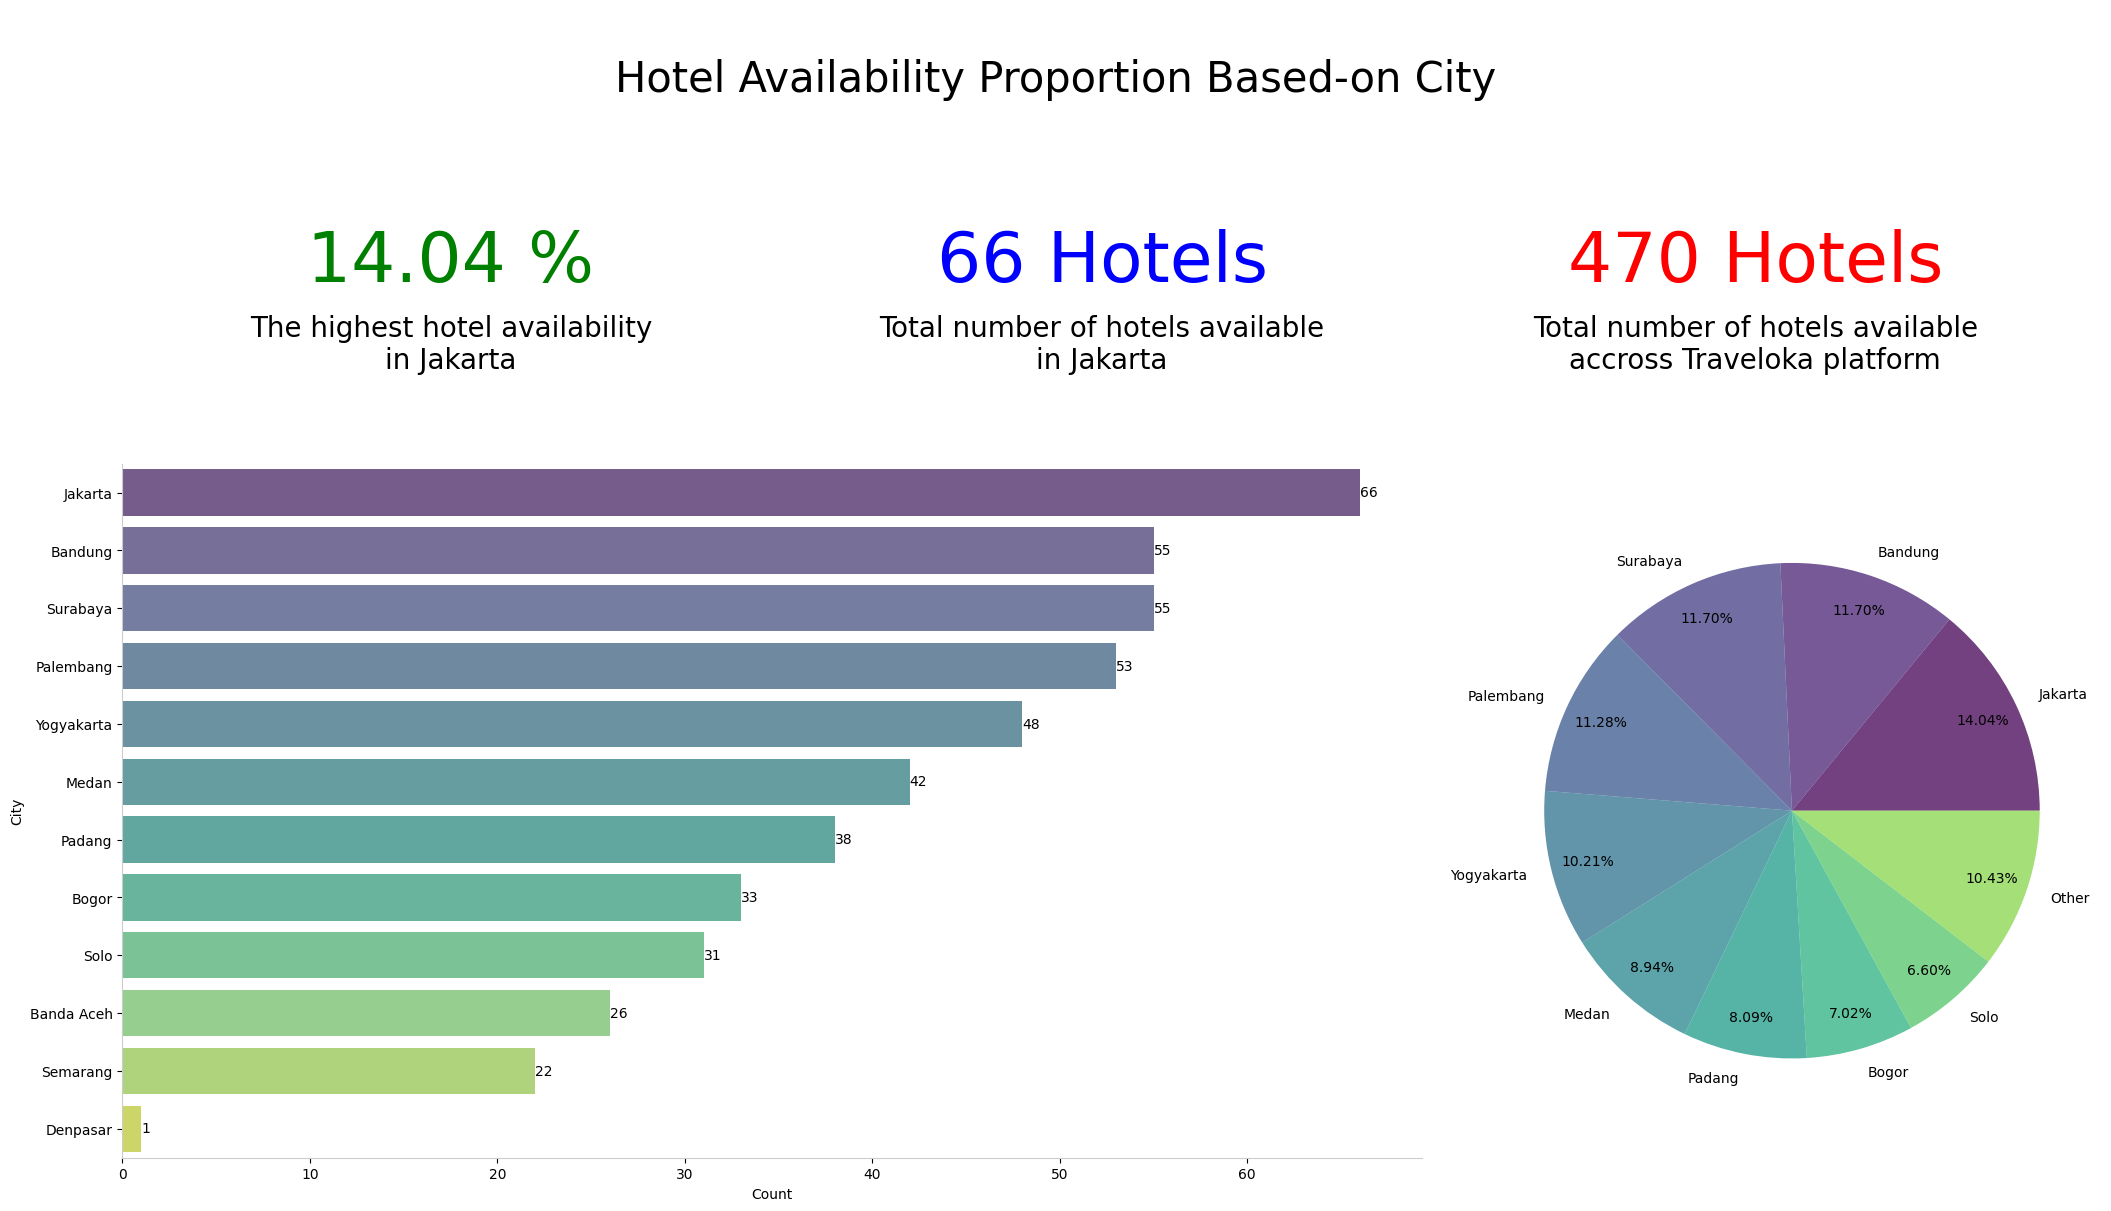 Hotel Availability Proportion Based-on City
14.04 %
The highest hotel availability
in Jakarta
66 Hotels
Total number of hotels available
in Jakarta
470 Hotels
Total number of hotels available
accross Traveloka platform
City
Jakarta
66
Bandung
55
Surabaya
55
Palembang
53
Yogyakarta
48
Medan
42
Padang
38
Bogor
33
Solo
31
Banda Aceh
26
Semarang
22
Denpasar
1
0
10
20
30
40
50
60
Count
Jakarta
14.04%
Bandung
11.70%
Surabaya
11.70%
Palembang
11.28%
Yogyakarta
10.21%
Medan
8.94%
Padang
8.09%
Bogor
7.02%
Solo
6.60%
Other
10.43%